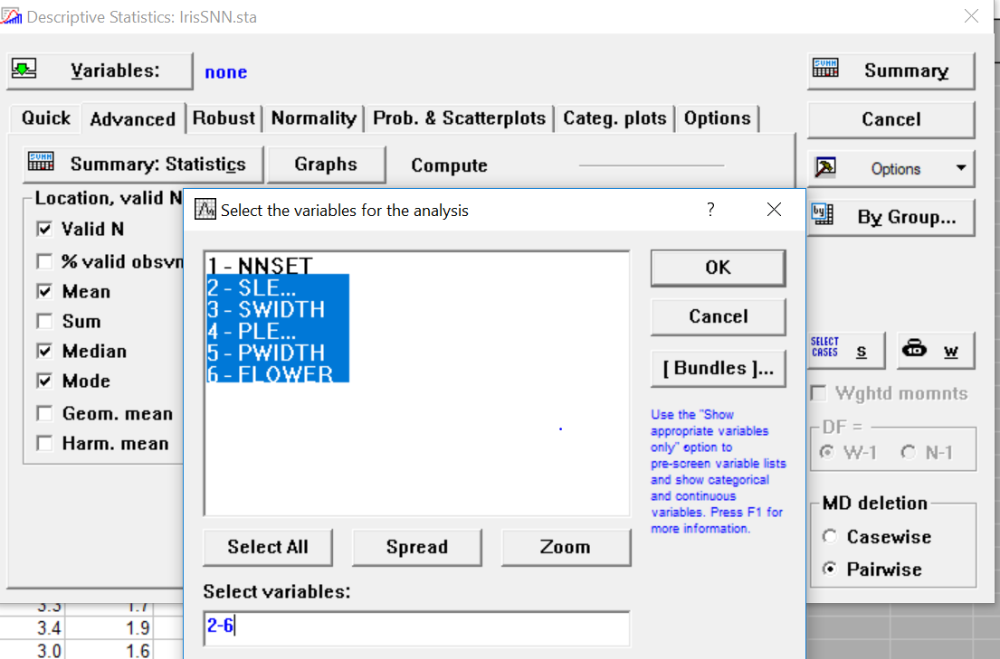 Descriptive Statistics: IrisSNN.sta
Variables:
none
Summary
Quick
Advanced
Robust
Normality
Prob. & Scatterplots
Categ. plots
Options
Cancel
Summary: Statistics
Graphs
Compute
Options
Location, valid N
By Group...
Valid N
% valid obsvn
Mean
Sum
Median
Mode
Geom. mean
Harm. mean
Select the variables for the analysis
?
1 - NNSET
2 - SLE...
3 - SWIDTH
4 - PLE...
5 - PWIDTH
6 - FLOWER
OK
Cancel
[ Bundles ]...
Use the "Show
appropriate variables
only" option to
pre-screen variable lists
and show categorical
and continuous
variables. Press F1 for
more information.
Select All
Spread
Zoom
Select variables:
2-6
SELECT
CASES
S
W
Wghtd momnts
DF =
W-1
N-1
MD deletion
Casewise
Pairwise
3.3 1.7
3.4 1.9
3.0 1.6